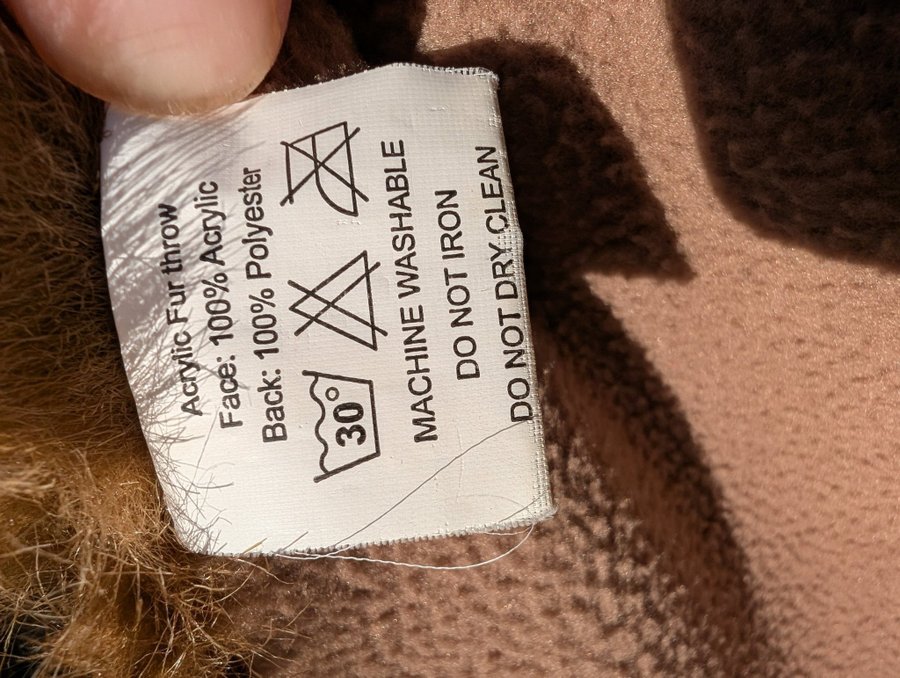 Acrylic Fur throw
Face: 100% Acrylic
Back: 100% Polyester
30°
MACHINE WASHABLE
DO NOT IRON
DO NOT DRY CLEAN